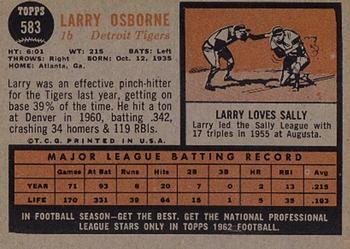 TOPPS
583
LARRY OSBORNE
1b Detroit Tigers
HT: 6:01 WT: 215 BATS: Left
THROWS: Right BORN: Oct. 12, 1935
HOME: Atlanta, Ga.
Larry was an effective pinch-hitter
for the Tigers last year, getting on
base 39% of the time. He hit a ton
at Denver in 1960, batting .342,
crashing 34 homers & 119 RBIs.
©T.C.G. PRINTED IN U.S.A.
LARRY LOVES SALLY
Larry led the Sally League with
17 triples in 1955 at Augusta.
MAJOR LEAGUE BATTING RECORD
Games At Bat Runs Hits 2B 3B HR RBI Avg.
YEAR 71 93 8 20 7 0 2 13 .215
LIFE 170 331 39 64 13 2 5 35 .193
IN FOOTBALL SEASON—GET THE BEST. GET THE NATIONAL PROFESSIONAL
LEAGUE STARS ONLY IN TOPPS 1962 FOOTBALL.